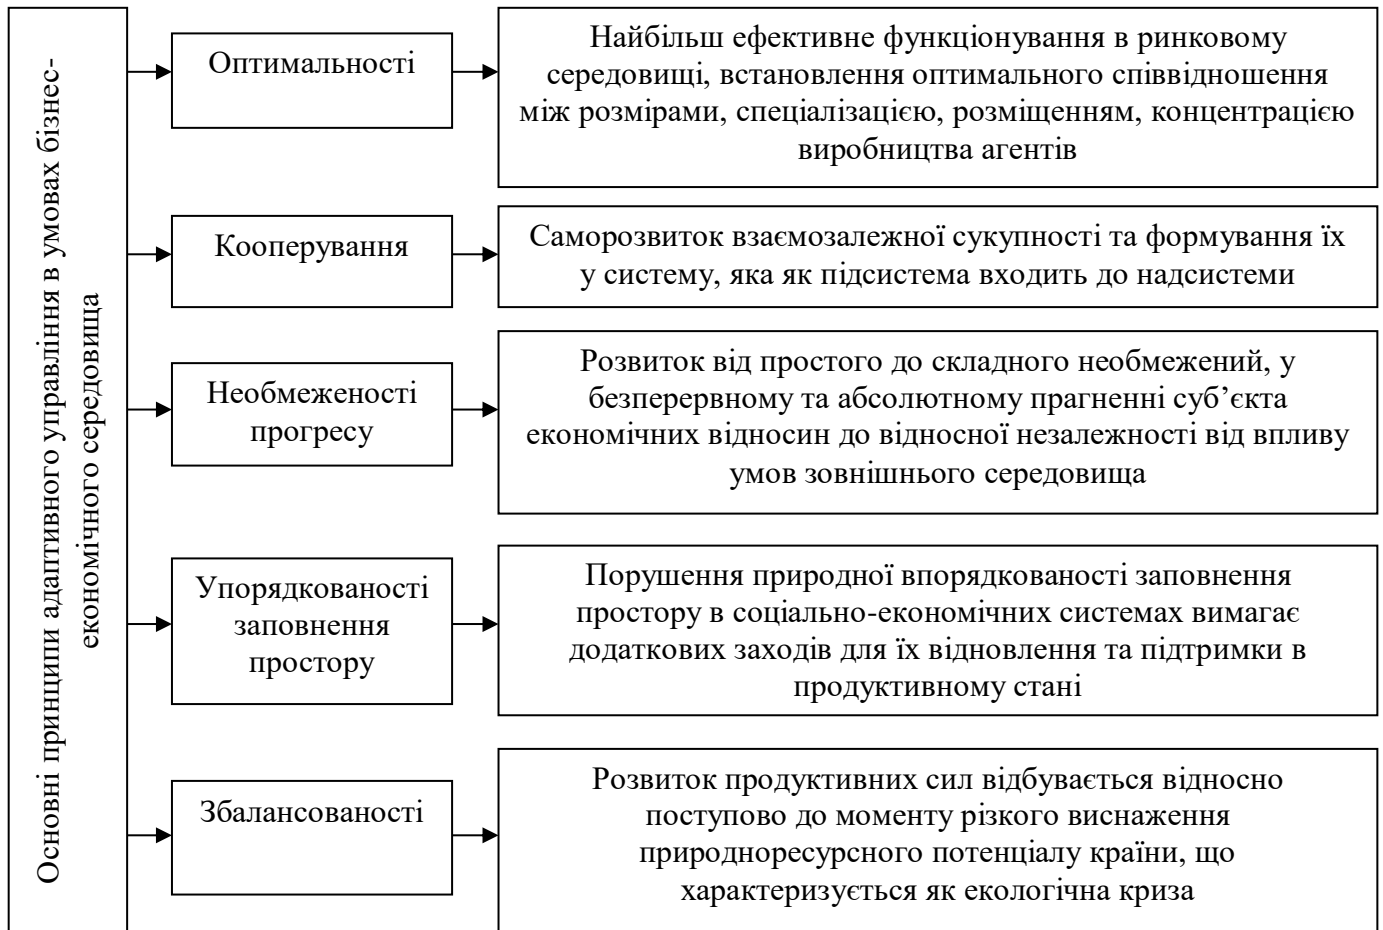 Основні принципи адаптивного управління в умовах бізнес-
економічного середовища
Оптимальності
Найбільш ефективне функціонування в ринковому
середовищі, встановлення оптимального співвідношення
між розмірами, спеціалізацією, розміщенням, концентрацією
виробництва агентів
Кооперування
Саморозвиток взаємозалежної сукупності та формування їх
у систему, яка як підсистема входить до надсистеми
Необмеженості
прогресу
Розвиток від простого до складного необмежений, у
безперервному та абсолютному прагненні суб’єкта
економічних відносин до відносної незалежності від впливу
умов зовнішнього середовища
Упорядкованості
заповнення
простору
Порушення природної впорядкованості заповнення
простору в соціально-економічних системах вимагає
додаткових заходів для їх відновлення та підтримки в
продуктивному стані
Збалансованості
Розвиток продуктивних сил відбувається відносно
поступово до моменту різкого виснаження
природноресурсного потенціалу країни, що
характеризується як екологічна криза